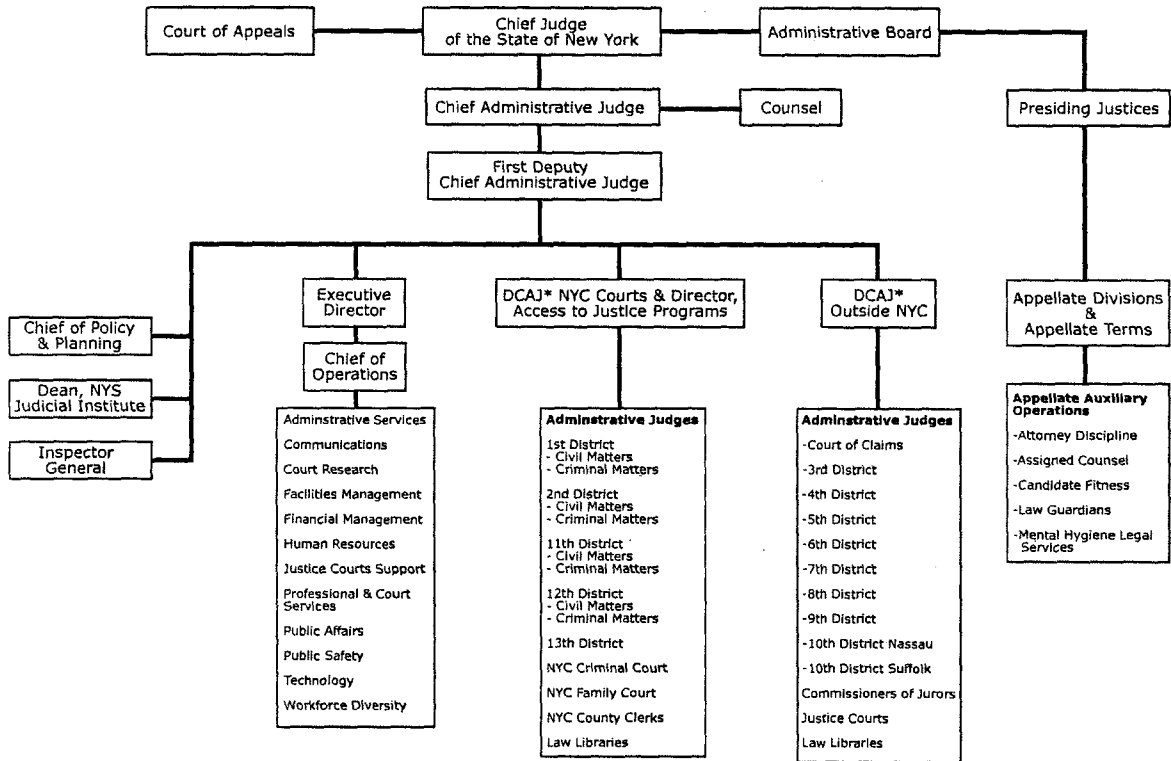 Court of Appeals
Chief Judge
of the State of New York
Administrative Board
Chief Administrative Judge
Counsel
Presiding Justices
First Deputy
Chief Administrative Judge
Chief of Policy
& Planning
Dean, NYS
Judicial Institute
Inspector
General
Executive
Director
Chief of
Operations
Adminstrative Services
Communications
Court Research
Facilities Management
Financial Management
Human Resources
Justice Courts Support
Professional & Court
Services
Public Affairs
Public Safety
Technology
Workforce Diversity
DCAJ* NYC Courts & Director,
Access to Justice Programs
Adminstrative Judges
1st District
- Civil Matters
- Criminal Matters
2nd District
- Civil Matters
- Criminal Matters
11th District
- Civil Matters
- Criminal Matters
12th District
- Civil Matters
- Criminal Matters
13th District
NYC Criminal Court
NYC Family Court
NYC County Clerks
Law Libraries
DCAJ*
Outside NYC
Adminstrative Judges
-Court of Claims
-3rd District
-4th District
-5th District
-6th District
-7th District
-8th District
-9th District
-10th District Nassau
-10th District Suffolk
Commissioners of Jurors
Justice Courts
Law Libraries
Appellate Divisions
&
Appellate Terms
Appellate Auxiliary
Operations
-Attorney Discipline
-Assigned Counsel
-Candidate Fitness
-Law Guardians
-Mental Hygiene Legal
Services